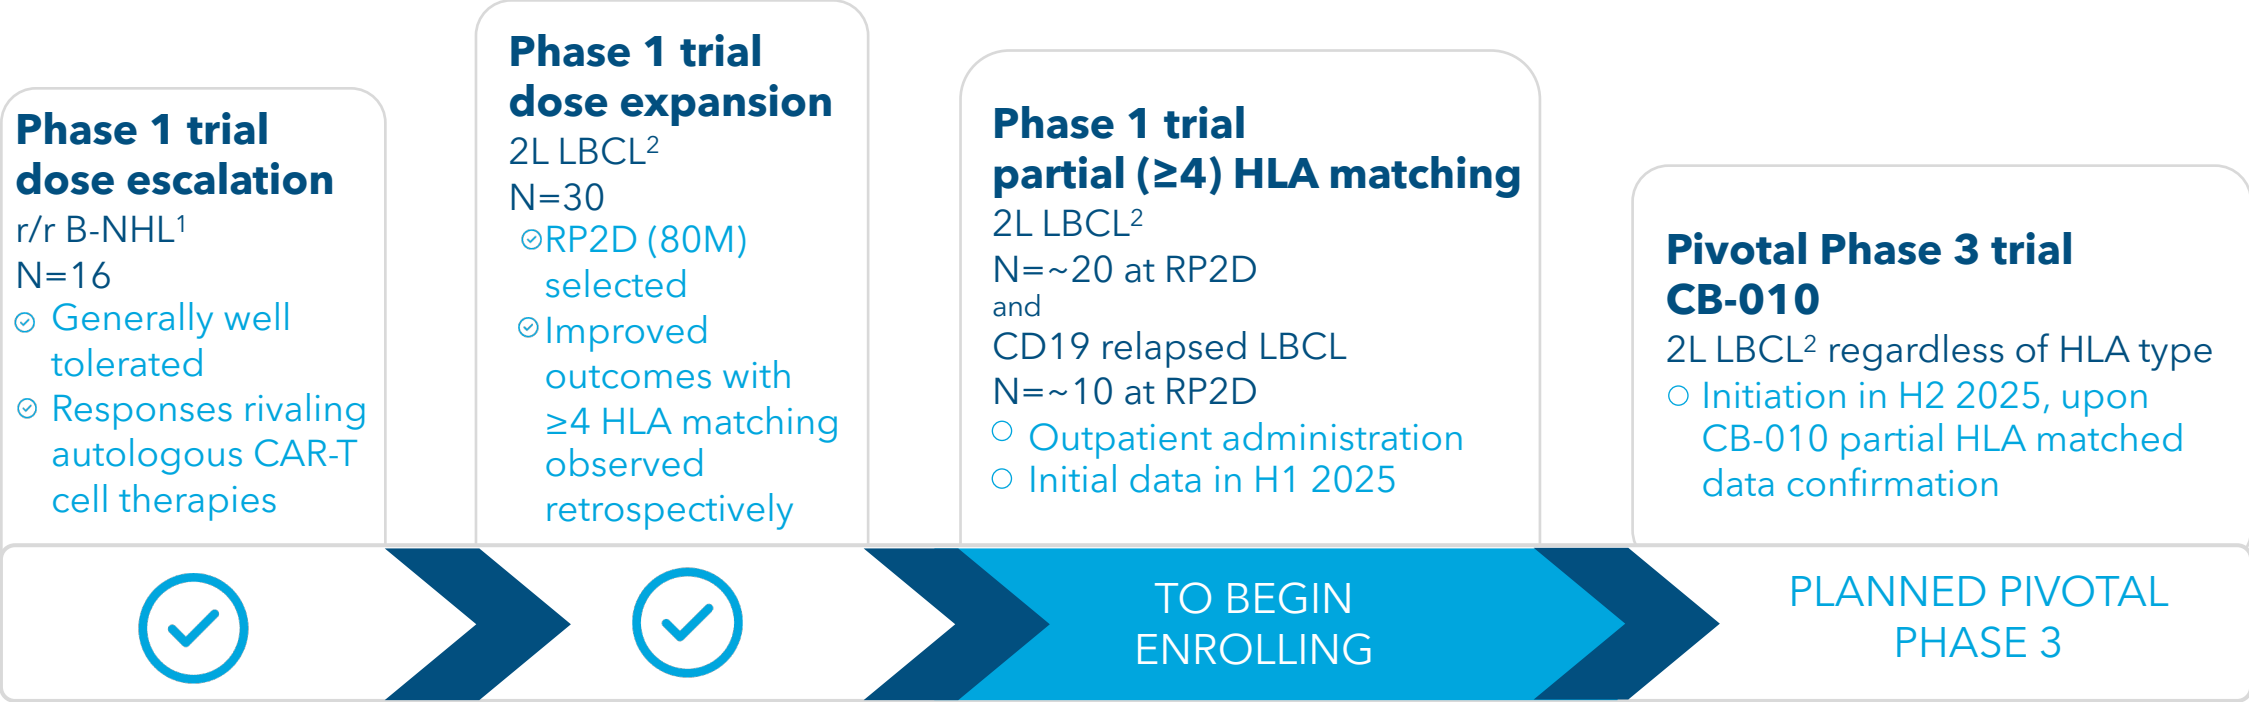 Phase 1 trial
dose escalation
r/r B-NHL¹
N=16
Generally well
tolerated
Responses rivaling
autologous CAR-T
cell therapies
Phase 1 trial
dose expansion
2L LBCL²
N=30
RP2D (80M)
selected
Improved
outcomes with
≥4 HLA matching
observed
retrospectively
Phase 1 trial
partial (≥4) HLA matching
2L LBCL²
N=~20 at RP2D
and
CD19 relapsed LBCL
N=~10 at RP2D
Outpatient administration
Initial data in H1 2025
Pivotal Phase 3 trial
CB-010
2L LBCL² regardless of HLA type
Initiation in H2 2025, upon
CB-010 partial HLA matched
data confirmation
TO BEGIN
ENROLLING
PLANNED PIVOTAL
PHASE 3